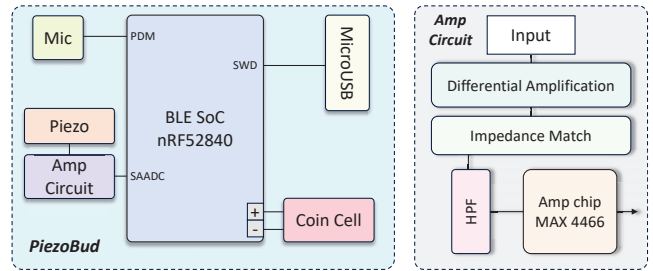 Mic
PDM
SWD
MicroUSB
BLE SoC
nRF52840
Piezo
Amp
Circuit
SAADC
+
-
Coin Cell
PiezoBud
Amp
Circuit
Input
Differential Amplification
Impedance Match
HPF
Amp chip
MAX 4466